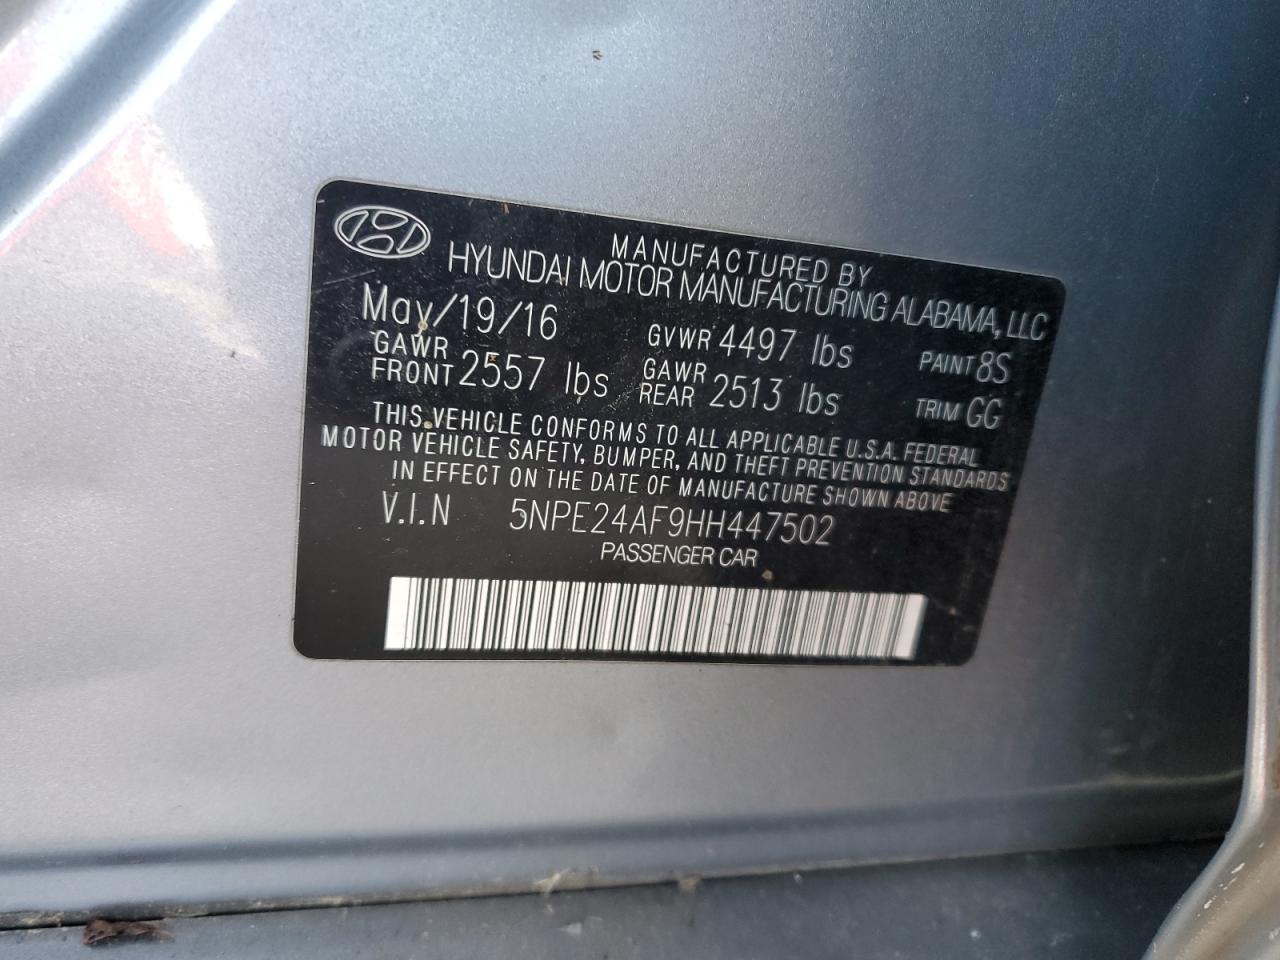 MANUFACTURED BY
HYUNDAI MOTOR MANUFACTURING ALABAMA, LLC
May/19/16 GVWR 4497 lbs PAINT 8S
GAWR FRONT 2557 lbs GAWR REAR 2513 lbs TRIM GG
THIS VEHICLE CONFORMS TO ALL APPLICABLE U.S.A. FEDERAL
MOTOR VEHICLE SAFETY, BUMPER, AND THEFT PREVENTION STANDARDS
IN EFFECT ON THE DATE OF MANUFACTURE SHOWN ABOVE
V.I.N 5NPE24AF9HH447502
PASSENGER CAR